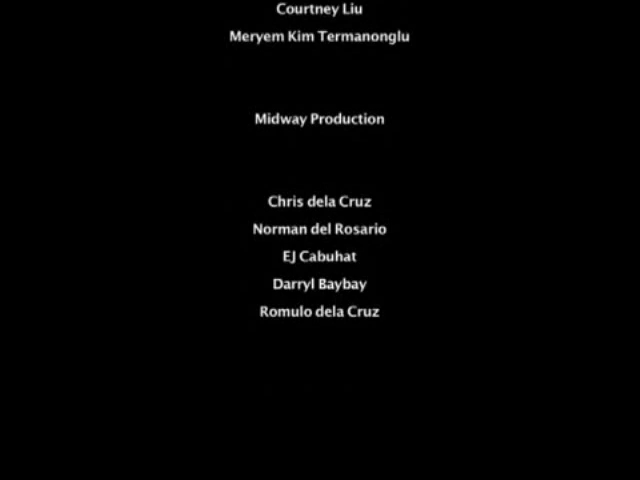 Courtney Liu
Meryem Kim Termanonglu
Midway Production
Chris dela Cruz
Norman del Rosario
EJ Cabuhat
Darryl Baybay
Romulo dela Cruz